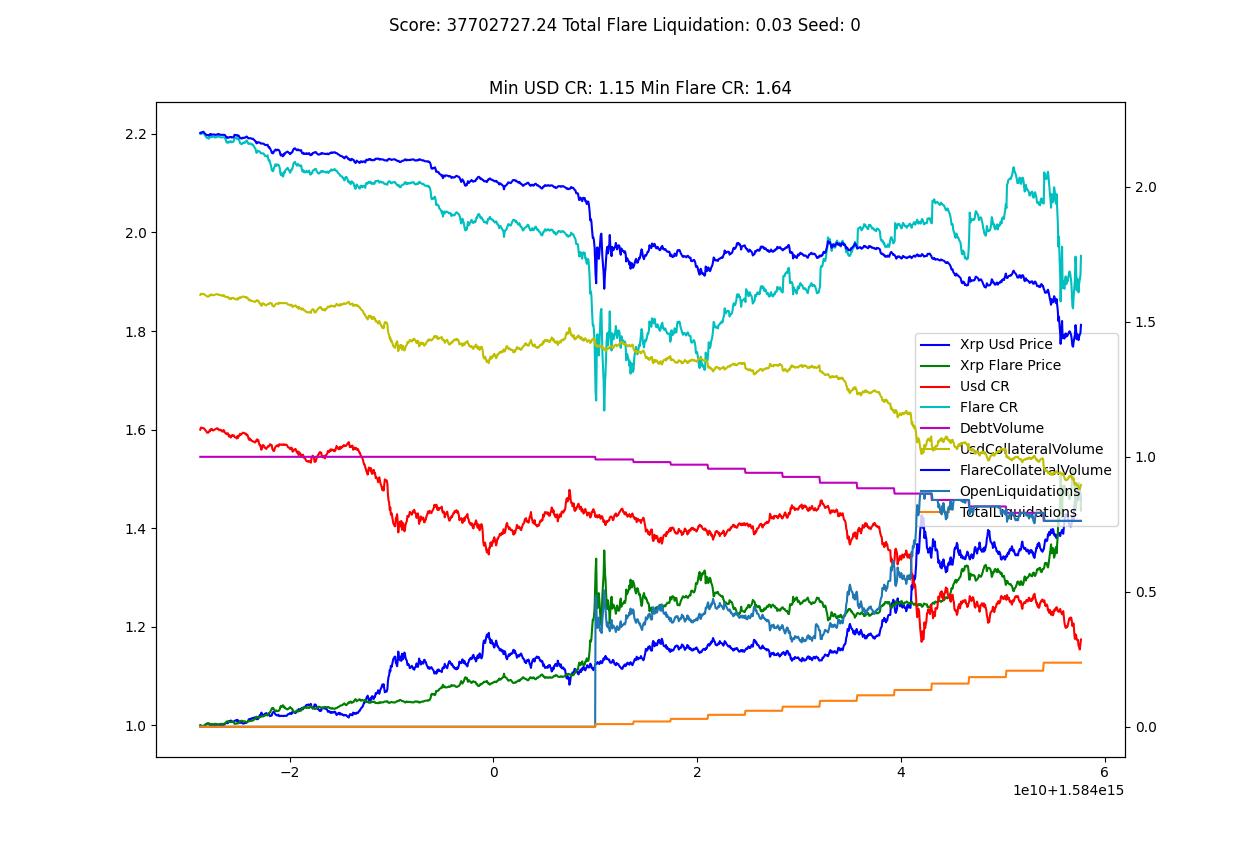 Score: 37702727.24 Total Flare Liquidation: 0.03 Seed: 0
Min USD CR: 1.15 Min Flare CR: 1.64
2.2
2.0
1.8
1.6
1.4
1.2
1.0
2.0
1.5
1.0
0.5
0.0
Xrp Usd Price
Xrp Flare Price
Usd CR
Flare CR
DebtVolume
UsdCollateralVolume
FlareCollateralVolume
OpenLiquidations
TotalLiquidations
−2 0 2 4 6
1e10+1.584e15